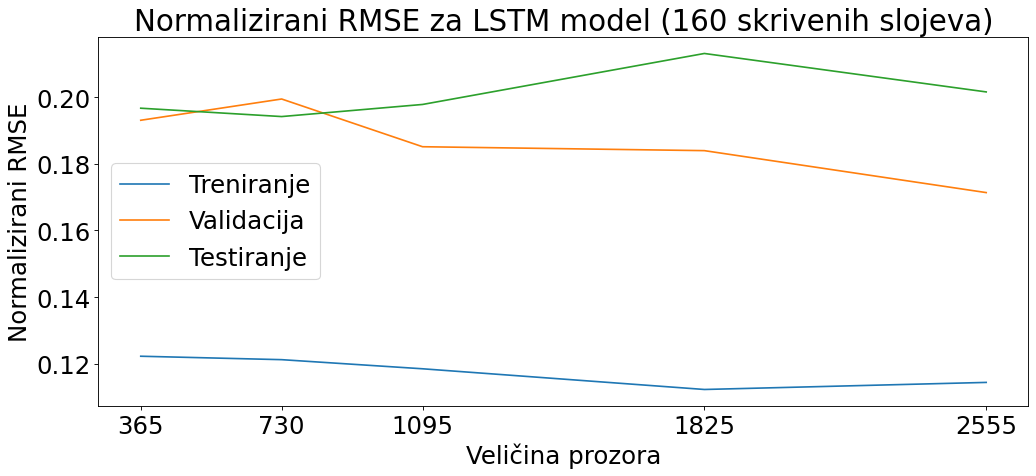 Normalizirani RMSE za LSTM model (160 skrivenih slojeva)
Normalizirani RMSE
0.20
0.18
0.16
0.14
0.12
Treniranje
Validacija
Testiranje
365 730 1095 1825 2555
Veličina prozora